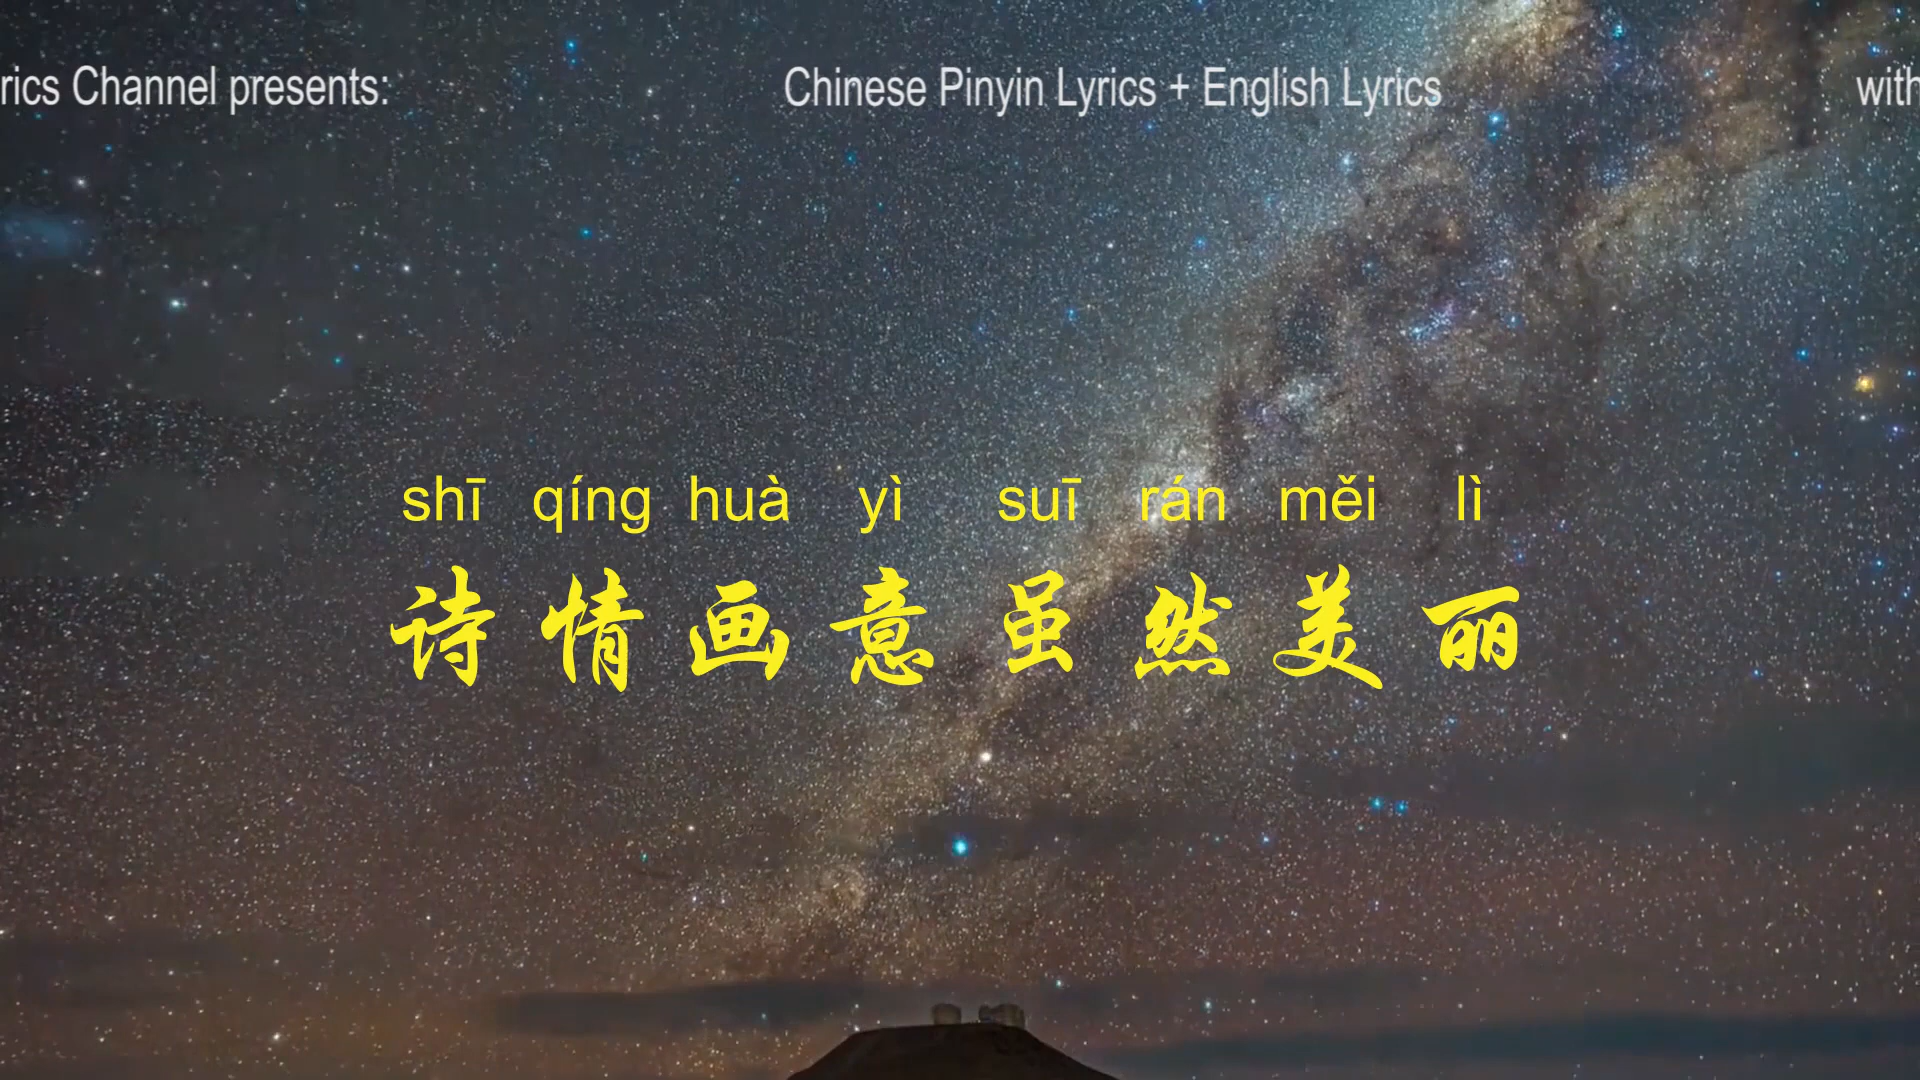 rics Channel presents: Chinese Pinyin Lyrics + English Lyrics with
shī qíng huà yì suī rán měi lì
诗情画意虽然美丽